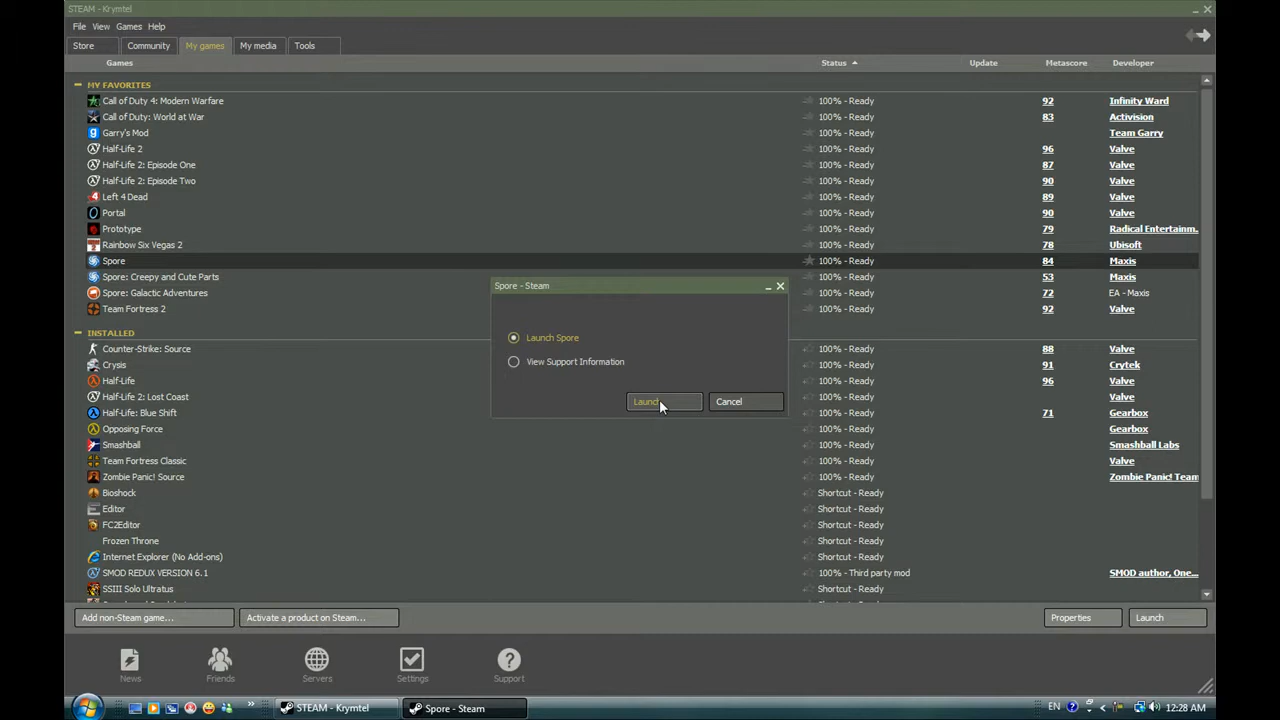 STEAM - Krymtel
File View Games Help
Store Community My games My media Tools
Games Status Update Metascore Developer
MY FAVORITES
Call of Duty 4: Modern Warfare 100% - Ready 92 Infinity Ward
Call of Duty: World at War 100% - Ready 83 Activision
Garry's Mod 100% - Ready Team Garry
Half-Life 2 100% - Ready 96 Valve
Half-Life 2: Episode One 100% - Ready 87 Valve
Half-Life 2: Episode Two 100% - Ready 90 Valve
Left 4 Dead 100% - Ready 89 Valve
Portal 100% - Ready 90 Valve
Prototype 100% - Ready 79 Radical Entertainm...
Rainbow Six Vegas 2 100% - Ready 78 Ubisoft
Spore 100% - Ready 84 Maxis
Spore: Creepy and Cute Parts 100% - Ready 53 Maxis
Spore: Galactic Adventures 100% - Ready 72 EA - Maxis
Team Fortress 2 100% - Ready 92 Valve
Spore - Steam
Launch Spore
View Support Information
Launch Cancel
INSTALLED
Counter-Strike: Source 100% - Ready 88 Valve
Crysis 100% - Ready 91 Crytek
Half-Life 100% - Ready 96 Valve
Half-Life 2: Lost Coast 100% - Ready Valve
Half-Life: Blue Shift 100% - Ready 71 Gearbox
Opposing Force 100% - Ready Gearbox
Smashball 100% - Ready Smashball Labs
Team Fortress Classic 100% - Ready Valve
Zombie Panic! Source 100% - Ready Zombie Panic! Team
Bioshock Shortcut - Ready
Editor Shortcut - Ready
FC2Editor Shortcut - Ready
Frozen Throne Shortcut - Ready
Internet Explorer (No Add-ons) Shortcut - Ready
SMOD REDUX VERSION 6.1 100% - Third party mod SMOD author, One...
SSIII Solo Ultratus Shortcut - Ready
Add non-Steam game... Activate a product on Steam... Properties Launch
News Friends Servers Settings Support
STEAM - Krymtel Spore - Steam EN 12:28 AM